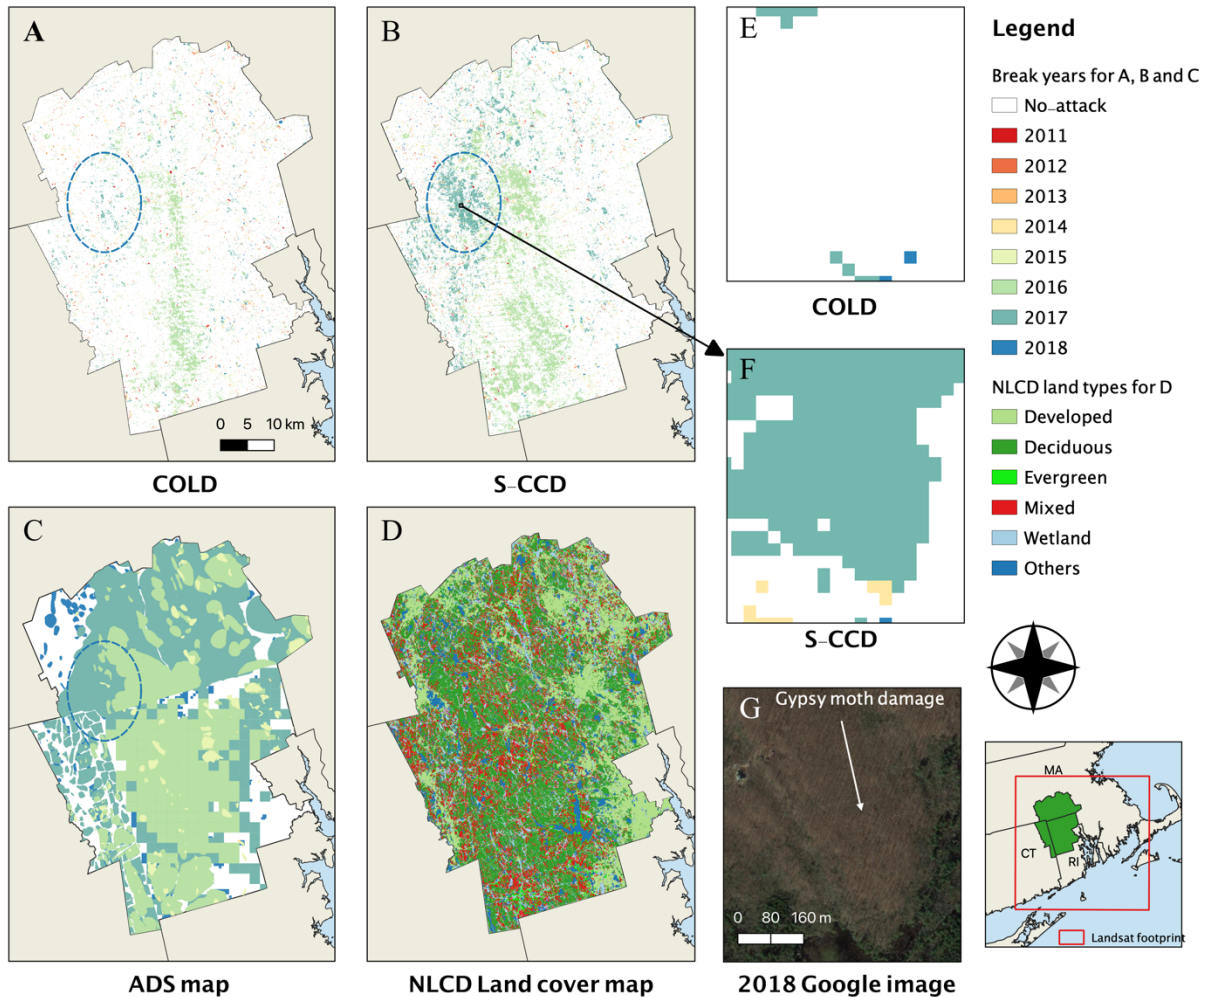 A
0 5 10 km
COLD
B
S-CCD
E
COLD
F
S-CCD
C
ADS map
D
NLCD Land cover map
G
Gypsy moth damage
0 80 160 m
2018 Google image
Legend
Break years for A, B and C
No-attack
2011
2012
2013
2014
2015
2016
2017
2018
NLCD land types for D
Developed
Deciduous
Evergreen
Mixed
Wetland
Others
MA
CT
RI
Landsat footprint